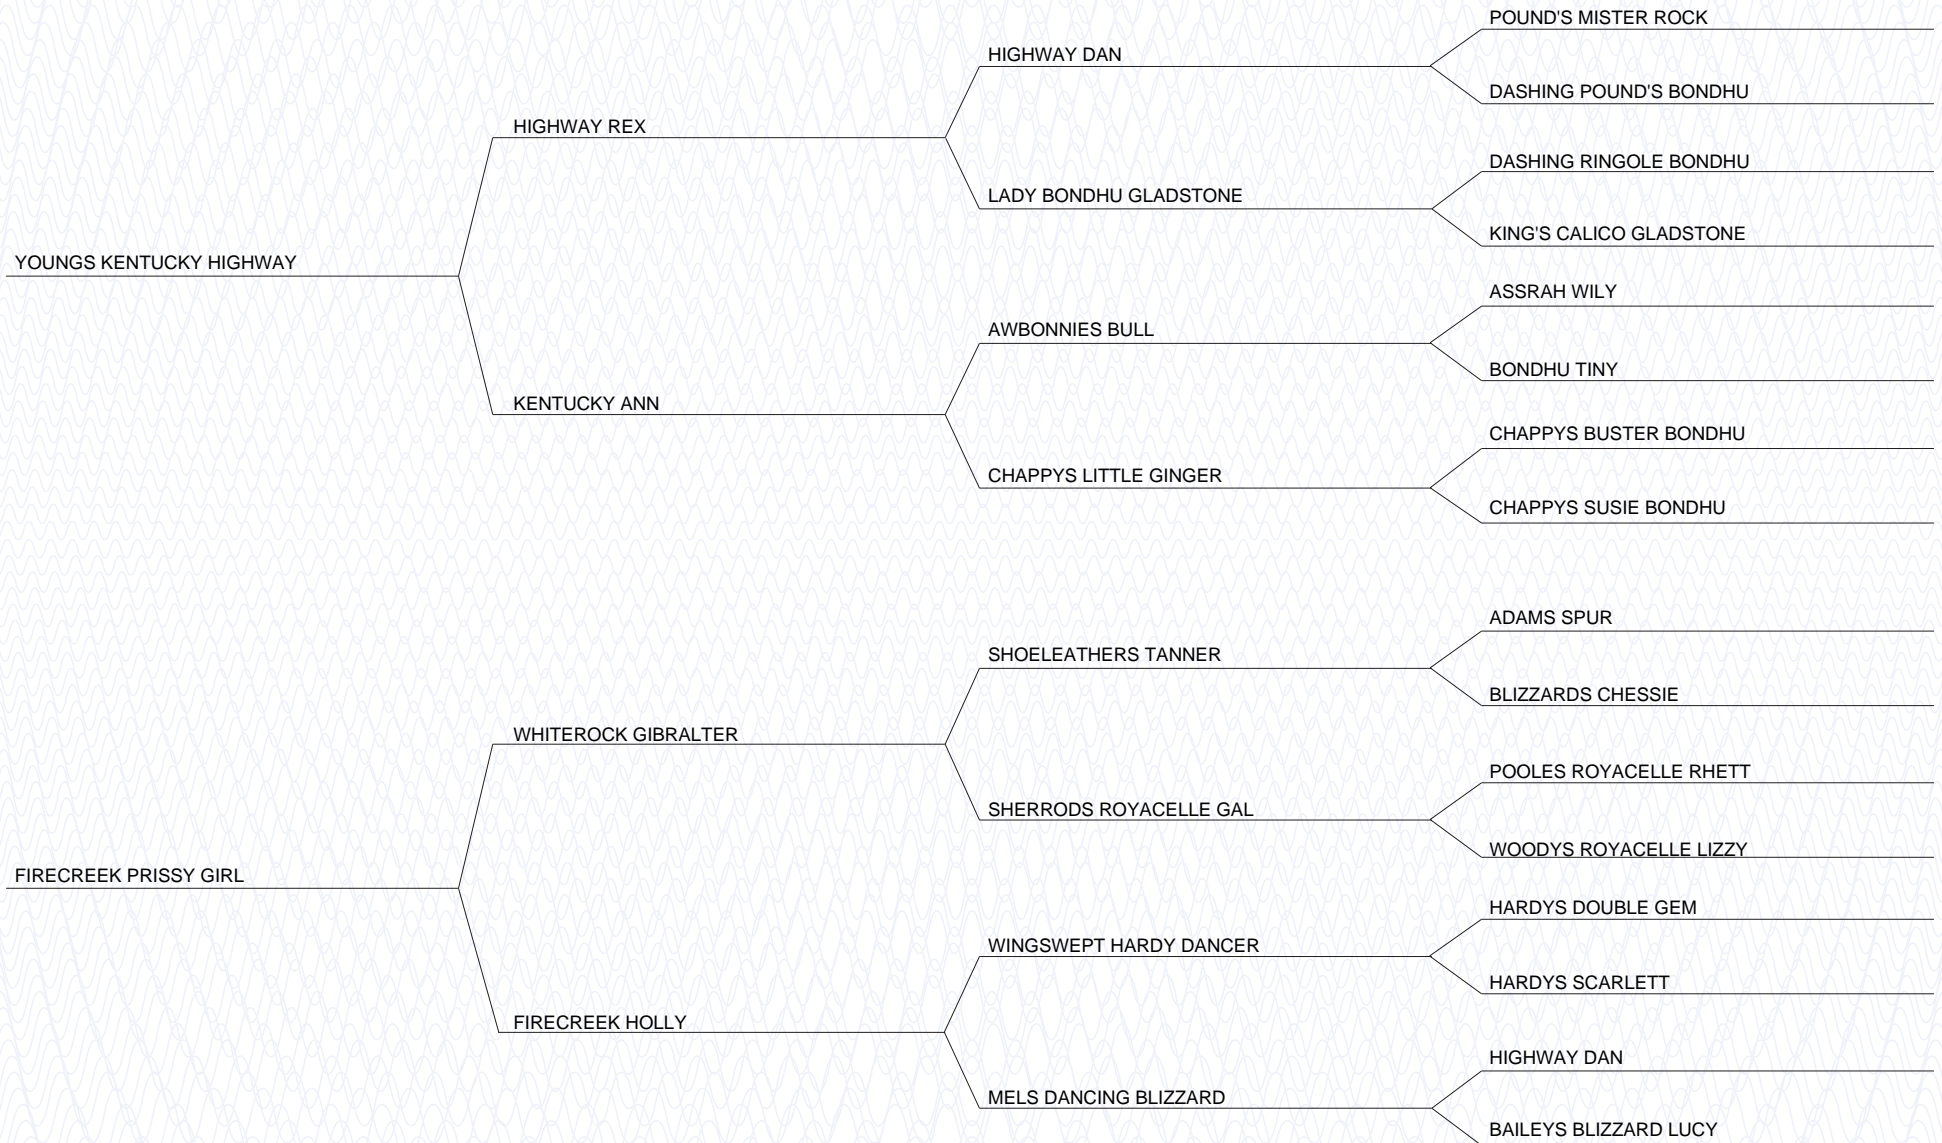 POUND'S MISTER ROCK
HIGHWAY DAN
DASHING POUND'S BONDHU
HIGHWAY REX
DASHING RINGOLE BONDHU
LADY BONDHU GLADSTONE
KING'S CALICO GLADSTONE
YOUNGS KENTUCKY HIGHWAY
ASSRAH WILY
AWBONNIES BULL
BONDHU TINY
KENTUCKY ANN
CHAPPYS BUSTER BONDHU
CHAPPYS LITTLE GINGER
CHAPPYS SUSIE BONDHU
ADAMS SPUR
SHOELEATHERS TANNER
BLIZZARDS CHESSIE
WHITEROCK GIBRALTER
POOLES ROYACELLE RHETT
SHERRODS ROYACELLE GAL
WOODYS ROYACELLE LIZZY
FIRECREEK PRISSY GIRL
HARDYS DOUBLE GEM
WINGSWEPT HARDY DANCER
HARDYS SCARLETT
FIRECREEK HOLLY
HIGHWAY DAN
MELS DANCING BLIZZARD
BAILEYS BLIZZARD LUCY